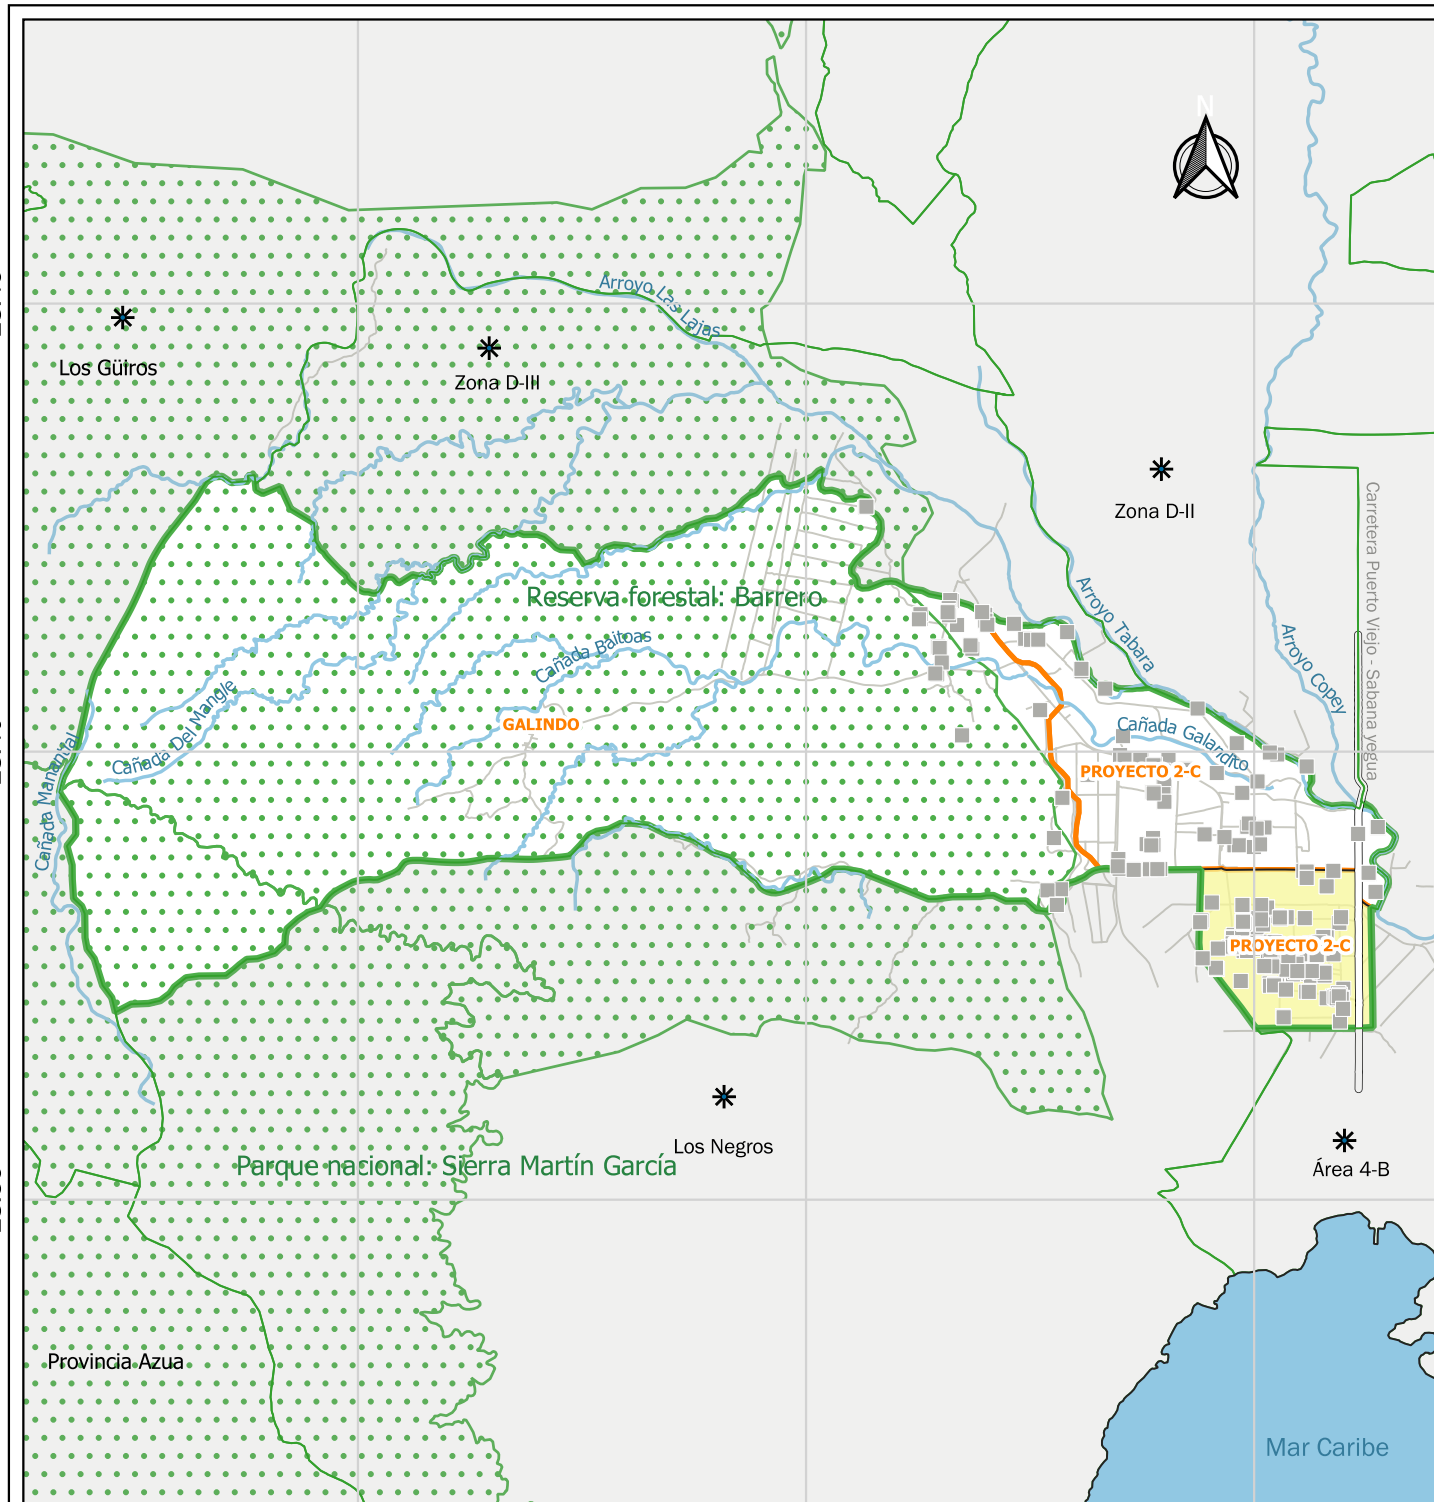 N
Arroyo Las Lajas
Los Güiros
Zona D-III
Zona D-II
Carretera Puerto Viejo - Sabana yegua
Reserva forestal: Barrero
Arroyo Tabara
Arroyo Copey
Cañada Baitoas
Cañada Del Mangle
GALINDO
Cañada Galandito
Cañada Manantial
PROYECTO 2-C
PROYECTO 2-C
Los Negros
Parque nacional: Sierra Martín García
Área 4-B
Provincia Azua
Mar Caribe